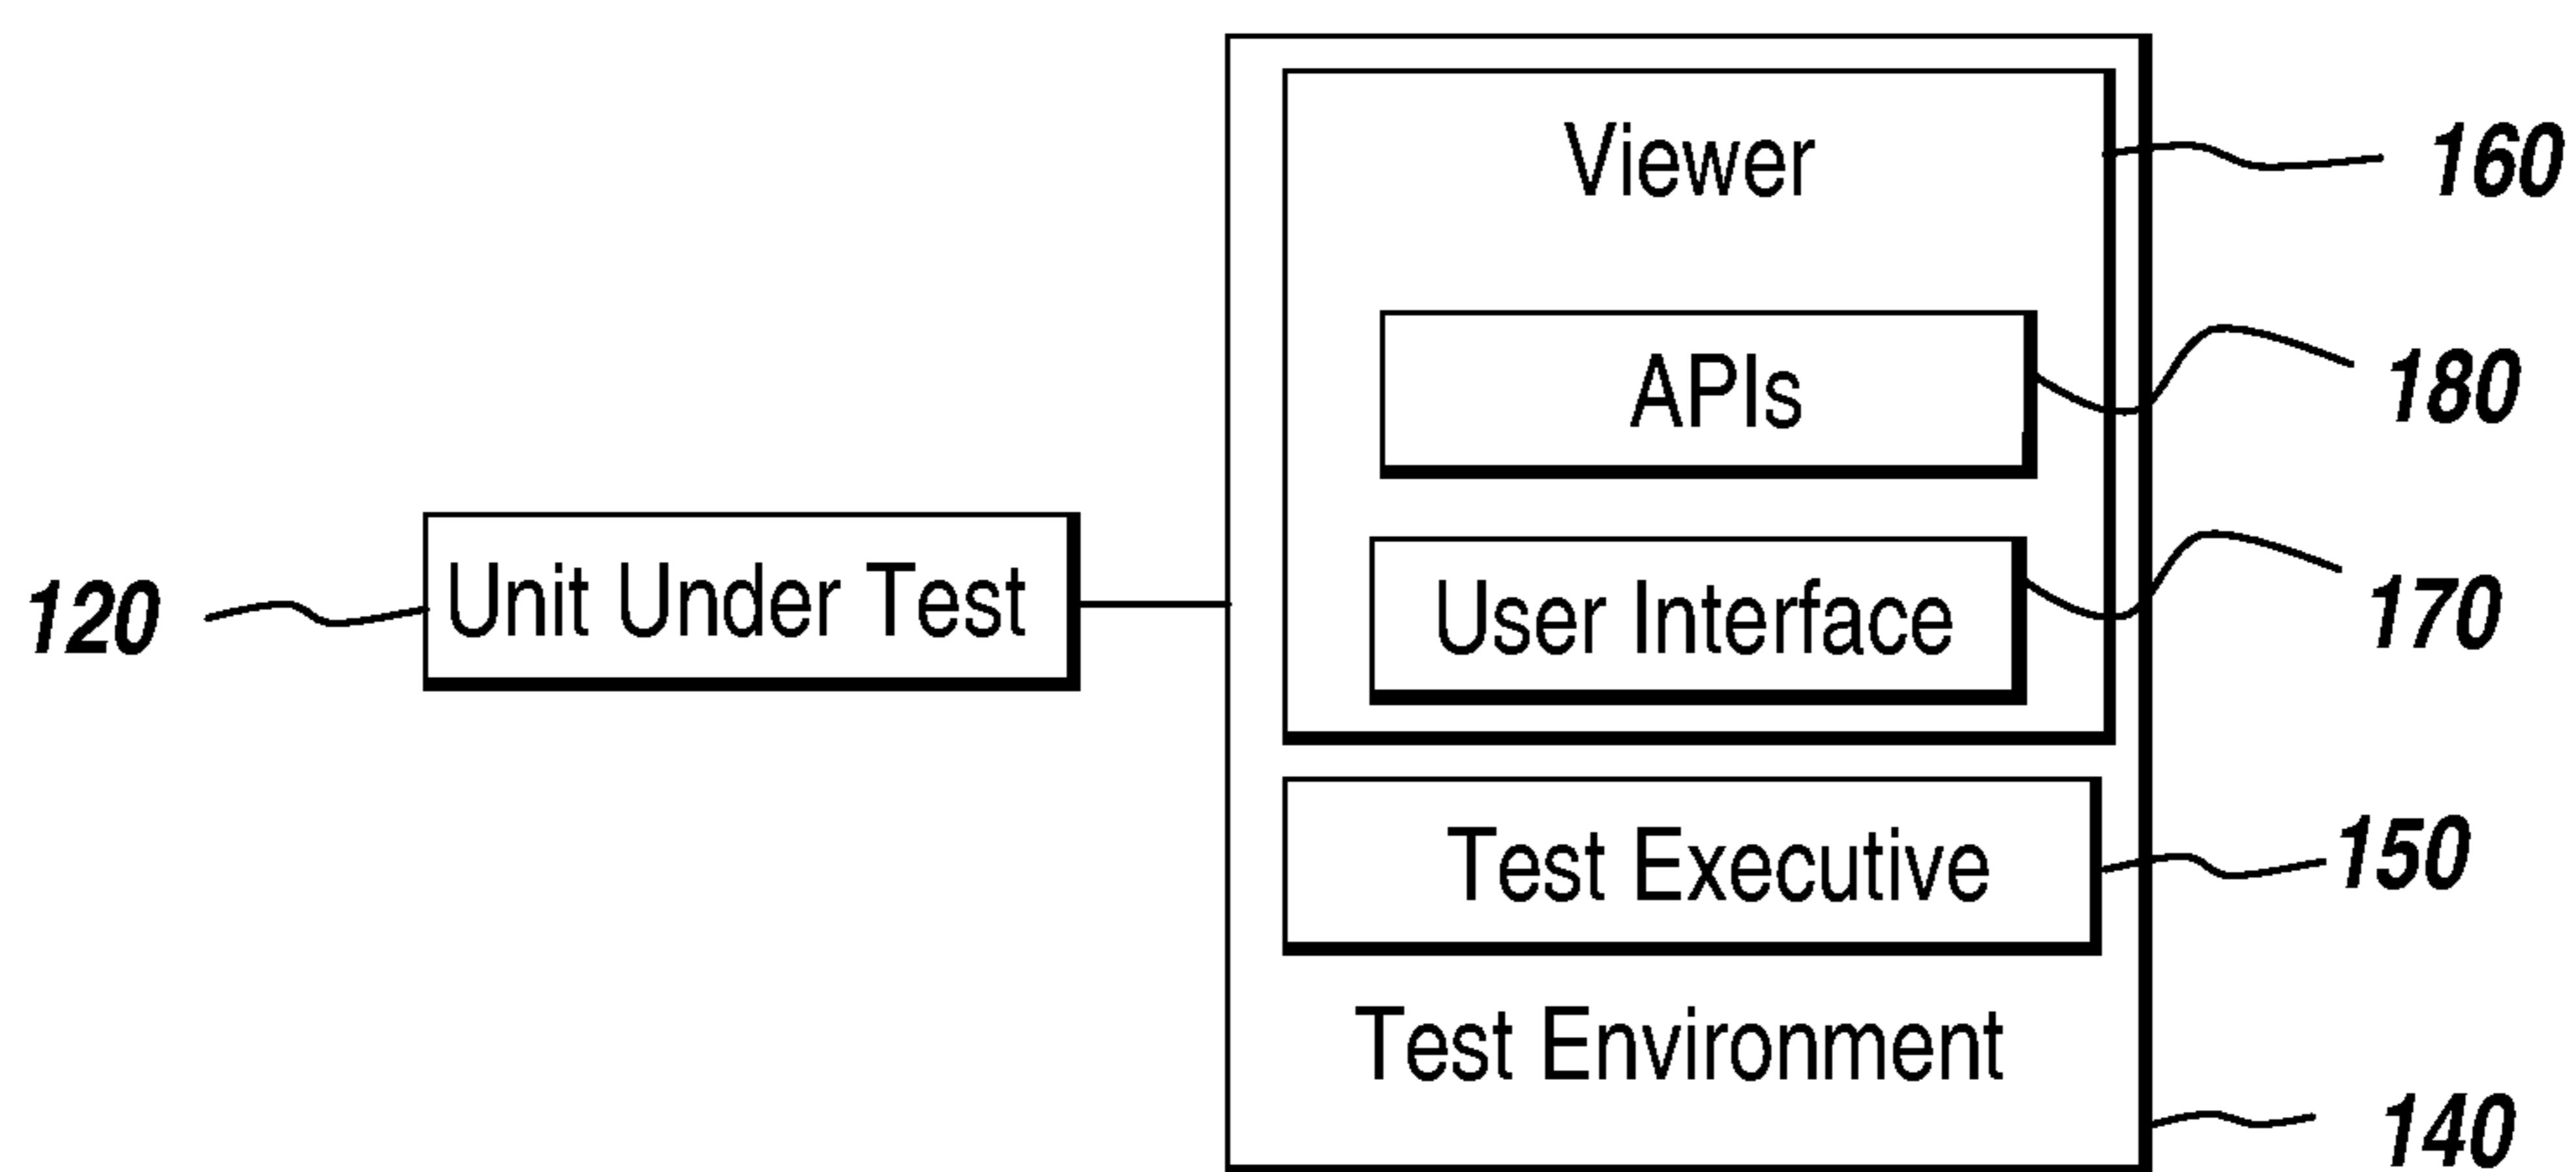 Viewer
160
APIs
180
Unit Under Test
120
User Interface
170
Test Executive
150
Test Environment
140